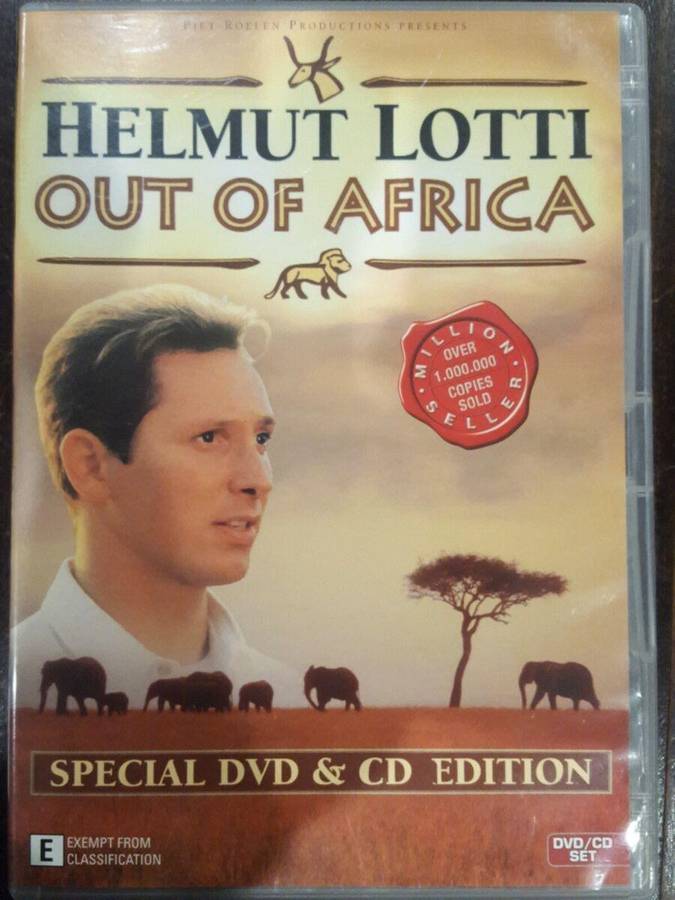 PIET ROELEN PRODUCTIONS PRESENTS
HELMUT LOTTI
OUT OF AFRICA
MILLION
OVER
1.000.000
COPIES
SOLD
SELLER
SPECIAL DVD & CD EDITION
E EXEMPT FROM
CLASSIFICATION
DVD/CD
SET